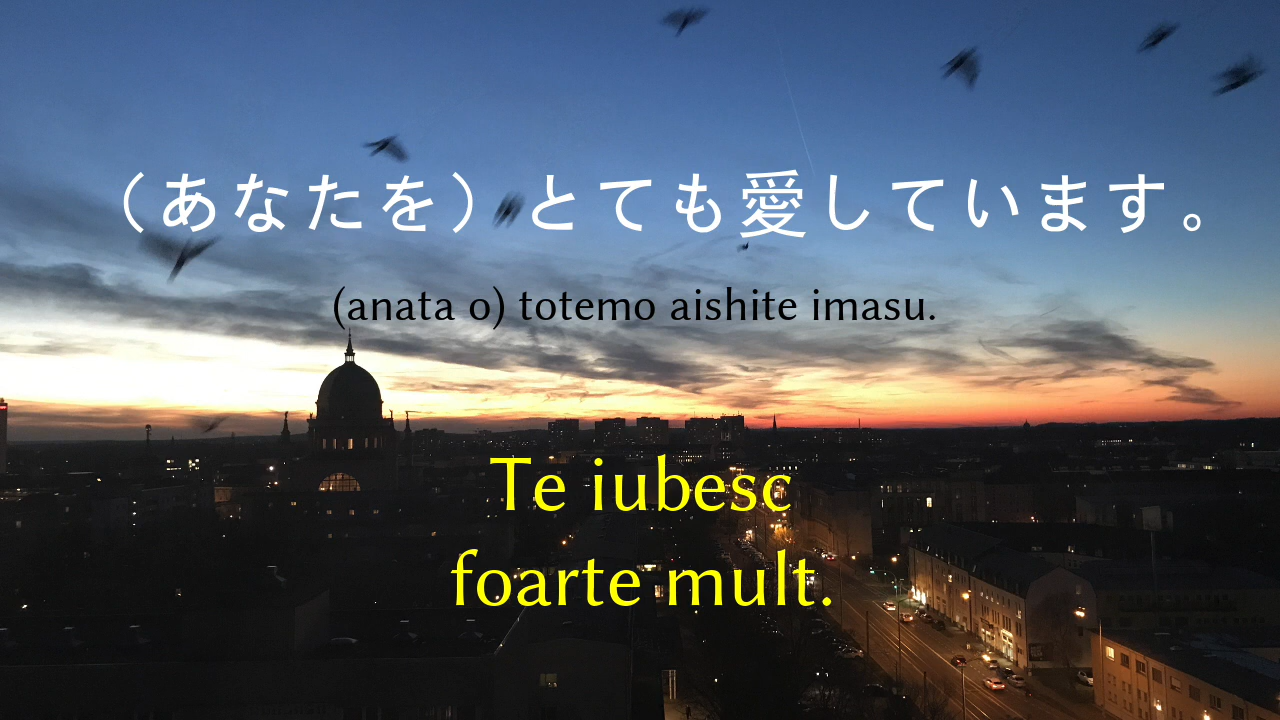 （あなたを）とても愛しています。
(anata o) totemo aishite imasu.
Te iubesc
foarte mult.